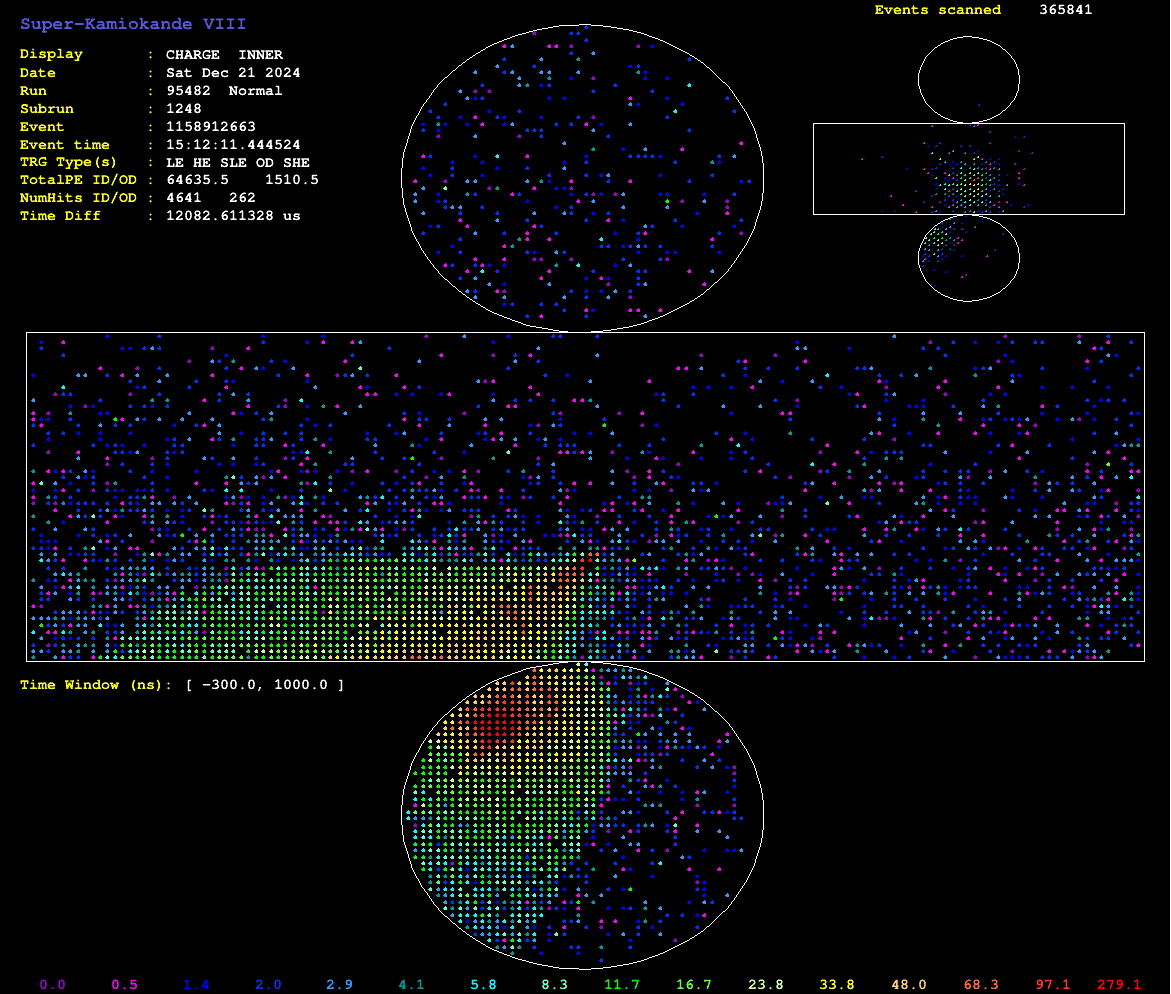 Super-Kamiokande VIII
Events scanned 365841
Display : CHARGE INNER
Date : Sat Dec 21 2024
Run : 95482 Normal
Subrun : 1248
Event : 1158912663
Event time : 15:12:11.444524
TRG Type(s) : LE HE SLE OD SHE
TotalPE ID/OD : 64635.5 1510.5
NumHits ID/OD : 4641 262
Time Diff : 12082.611328 us
Time Window (ns): [ -300.0, 1000.0 ]
0.0 0.5 1.4 2.0 2.9 4.1 5.8 8.3 11.7 16.7 23.8 33.8 48.0 68.3 97.1 279.1